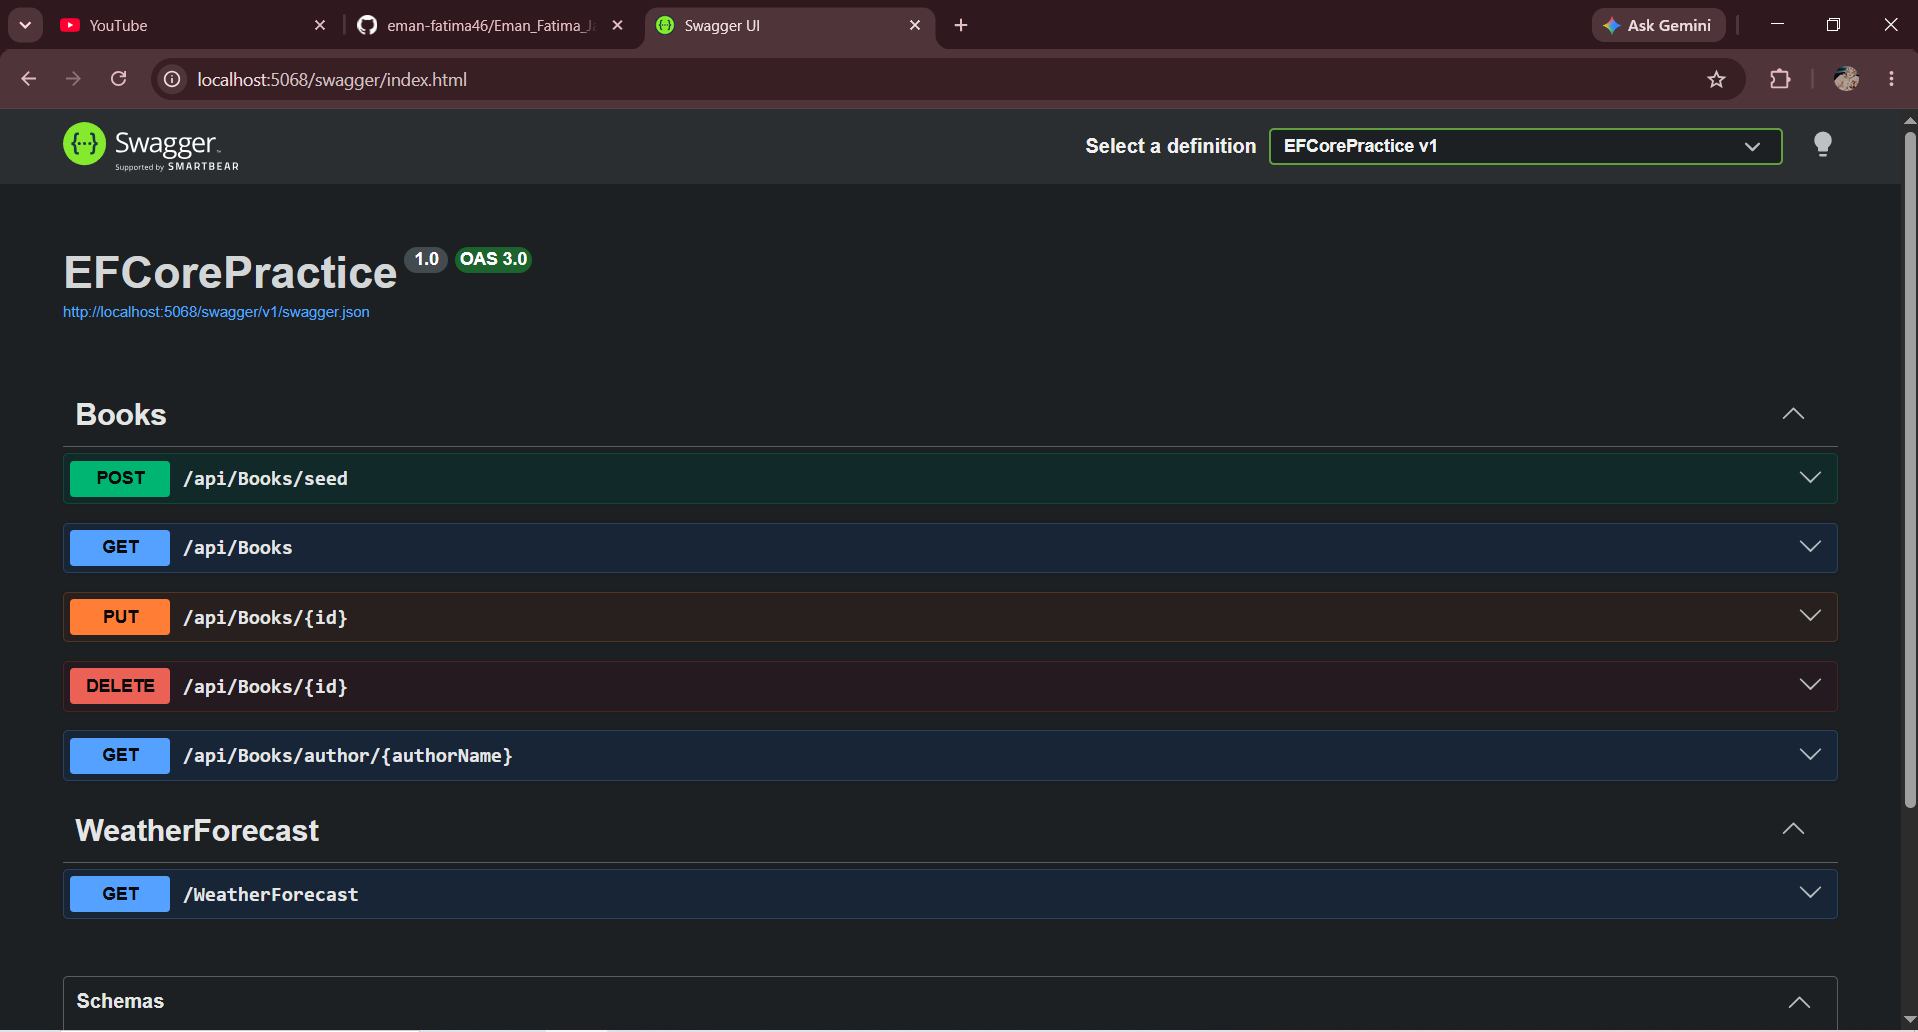 YouTube
eman-fatima46/Eman_Fatima_J
Swagger UI
Ask Gemini
localhost:5068/swagger/index.html
Swagger™
Supported by SMARTBEAR
Select a definition
EFCorePractice v1
EFCorePractice 1.0 OAS 3.0
http://localhost:5068/swagger/v1/swagger.json
Books
POST /api/Books/seed
GET /api/Books
PUT /api/Books/{id}
DELETE /api/Books/{id}
GET /api/Books/author/{authorName}
WeatherForecast
GET /WeatherForecast
Schemas